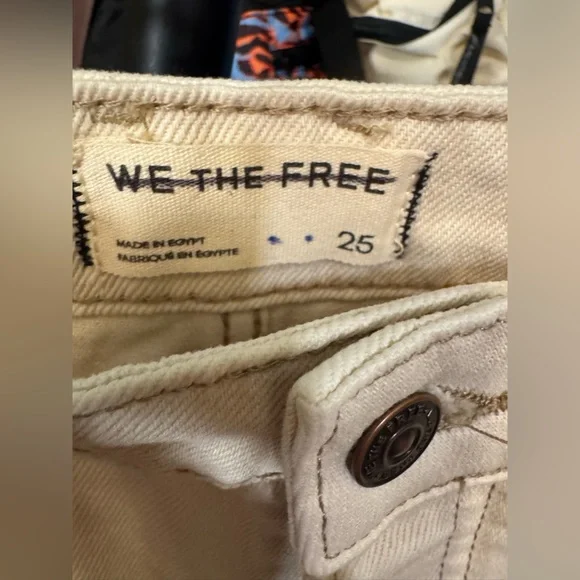 WE THE FREE
MADE IN EGYPT
25
FABRIQUÉ EN ÉGYPTE